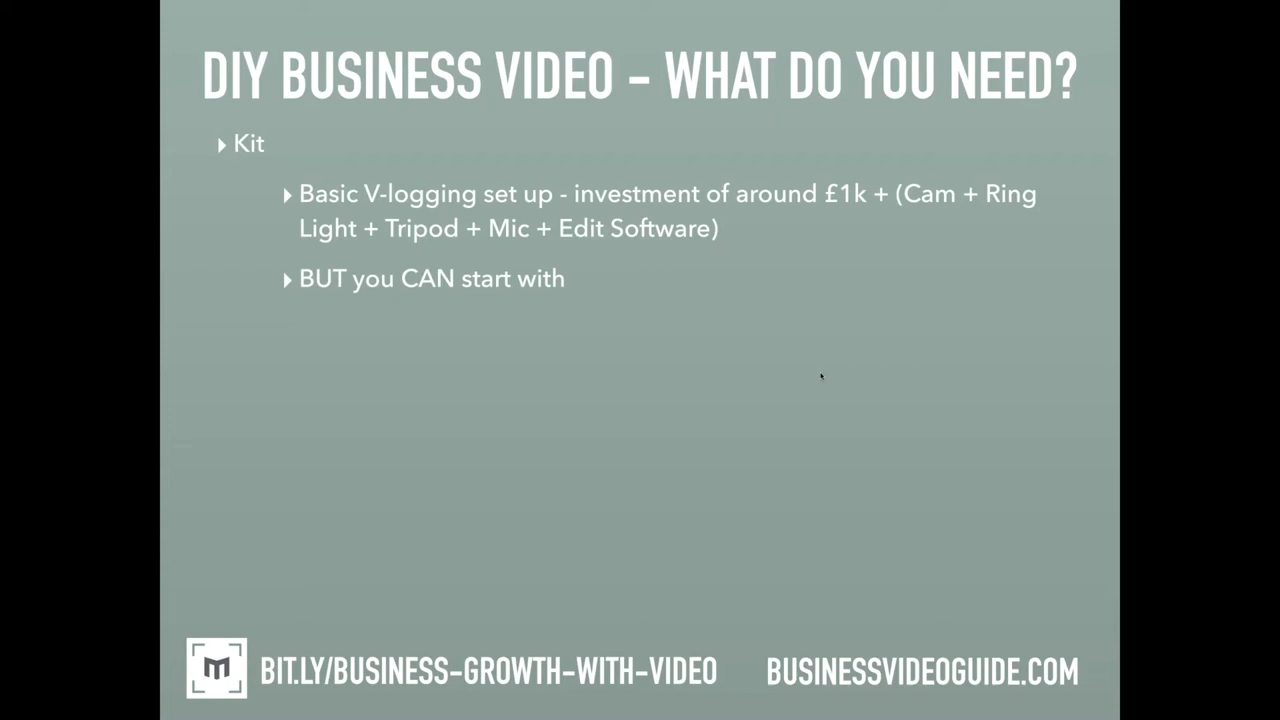 DIY BUSINESS VIDEO - WHAT DO YOU NEED?
Kit
Basic V-logging set up - investment of around £1k + (Cam + Ring
Light + Tripod + Mic + Edit Software)
BUT you CAN start with
BIT.LY/BUSINESS-GROWTH-WITH-VIDEO
BUSINESSVIDEOGUIDE.COM